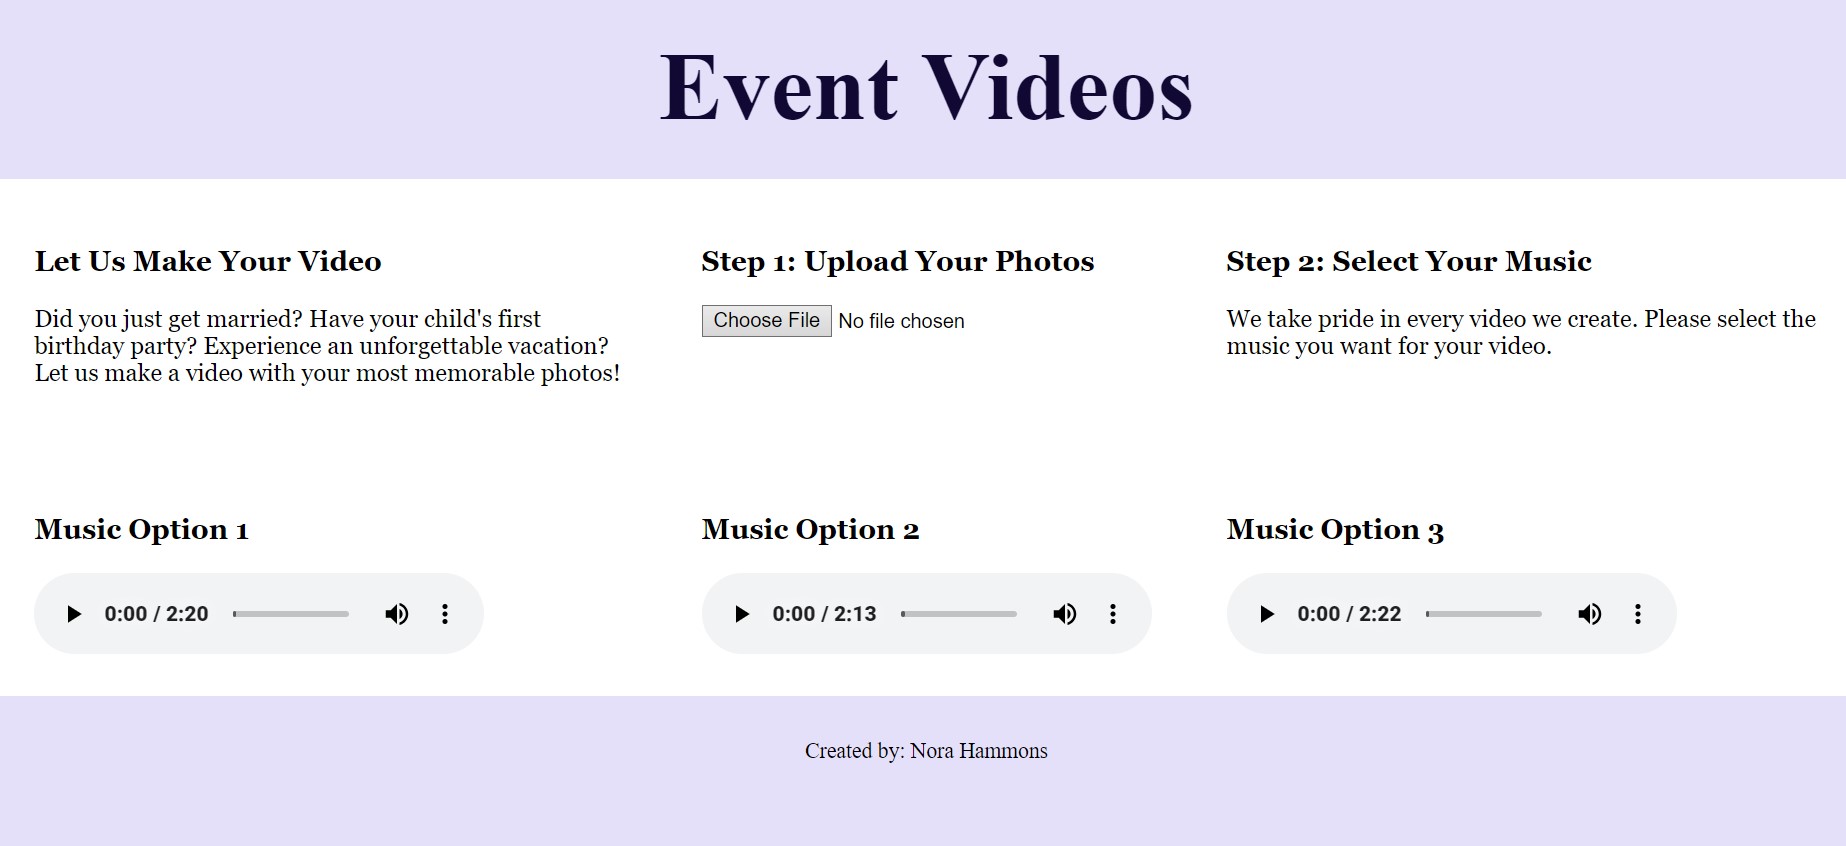 Event Videos
Let Us Make Your Video
Did you just get married? Have your child's first
birthday party? Experience an unforgettable vacation?
Let us make a video with your most memorable photos!
Step 1: Upload Your Photos
Choose File No file chosen
Step 2: Select Your Music
We take pride in every video we create. Please select the
music you want for your video.
Music Option 1
0:00 / 2:20
Music Option 2
0:00 / 2:13
Music Option 3
0:00 / 2:22
Created by: Nora Hammons